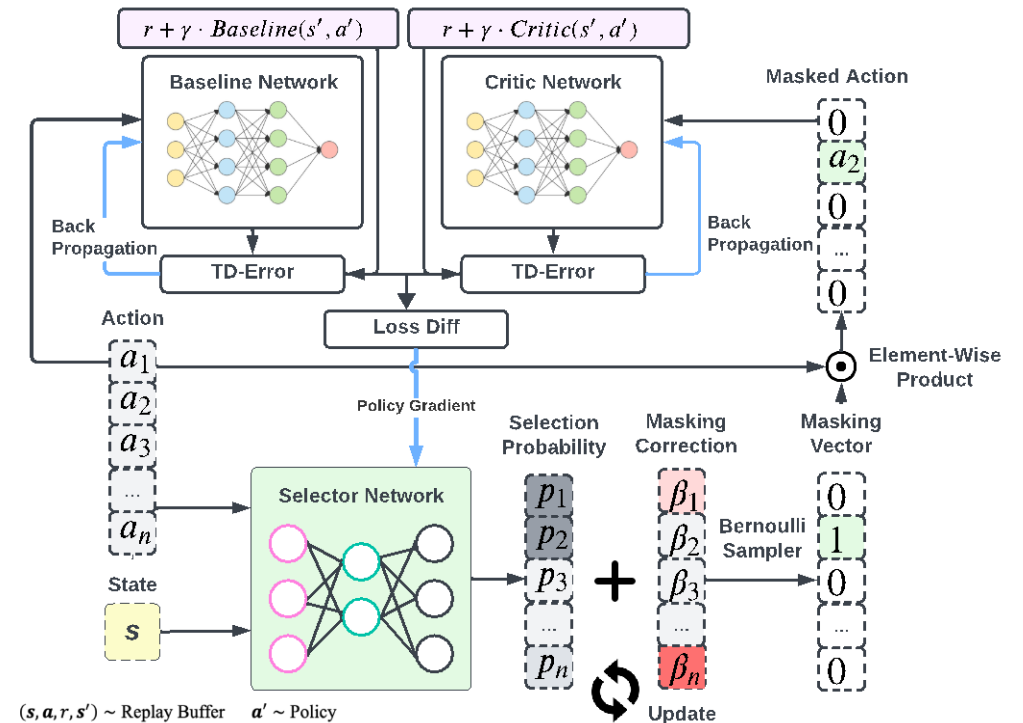 r + γ · Baseline(s′, a′)
r + γ · Critic(s′, a′)
Baseline Network
Critic Network
Masked Action
0
a2
0
...
0
Back
Propagation
Back
Propagation
TD-Error
TD-Error
Loss Diff
Action
a1
a2
a3
...
an
Element-Wise
Product
Policy Gradient
Selection
Probability
Masking
Correction
Masking
Vector
Selector Network
p1
p2
p3
...
pn
β1
β2
β3
...
βn
Bernoulli
Sampler
0
1
0
...
0
State
s
Update
(s, a, r, s′) ~ Replay Buffer
a′ ~ Policy